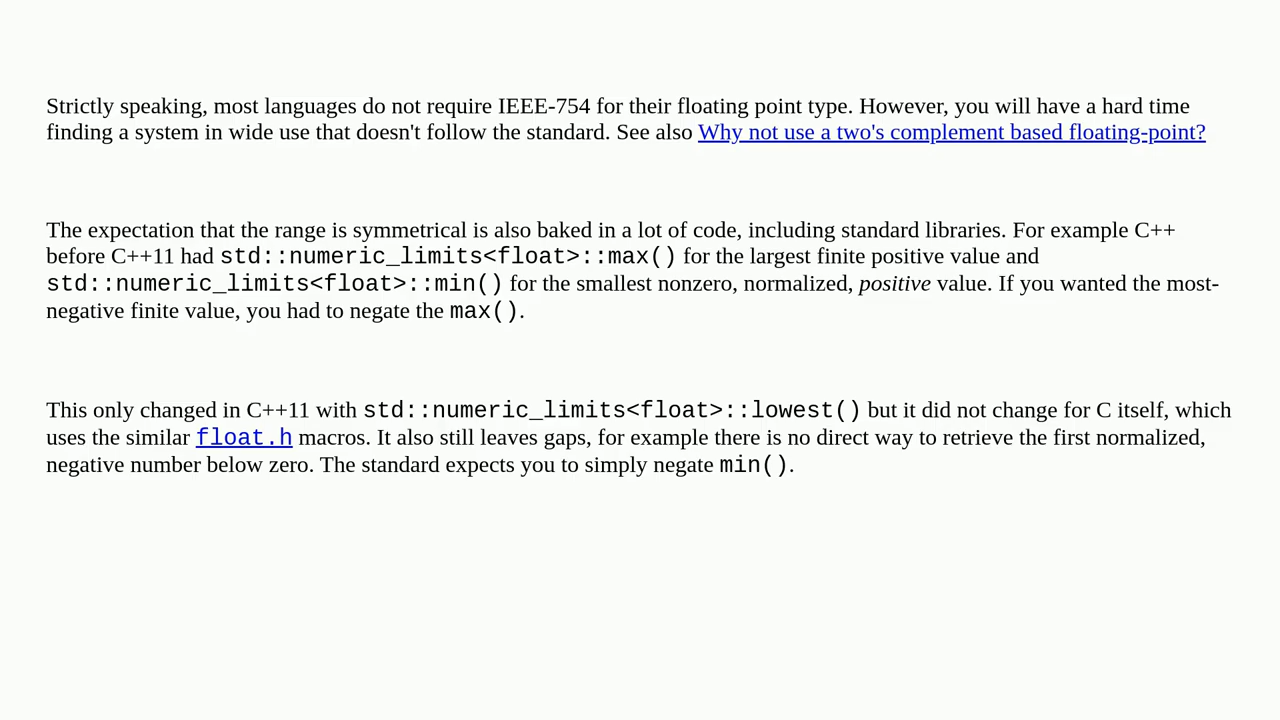 Strictly speaking, most languages do not require IEEE-754 for their floating point type. However, you will have a hard time
finding a system in wide use that doesn't follow the standard. See also Why not use a two's complement based floating-point?
The expectation that the range is symmetrical is also baked in a lot of code, including standard libraries. For example C++
before C++11 had std::numeric_limits<float>::max() for the largest finite positive value and
std::numeric_limits<float>::min() for the smallest nonzero, normalized, positive value. If you wanted the most-
negative finite value, you had to negate the max().
This only changed in C++11 with std::numeric_limits<float>::lowest() but it did not change for C itself, which
uses the similar float.h macros. It also still leaves gaps, for example there is no direct way to retrieve the first normalized,
negative number below zero. The standard expects you to simply negate min().